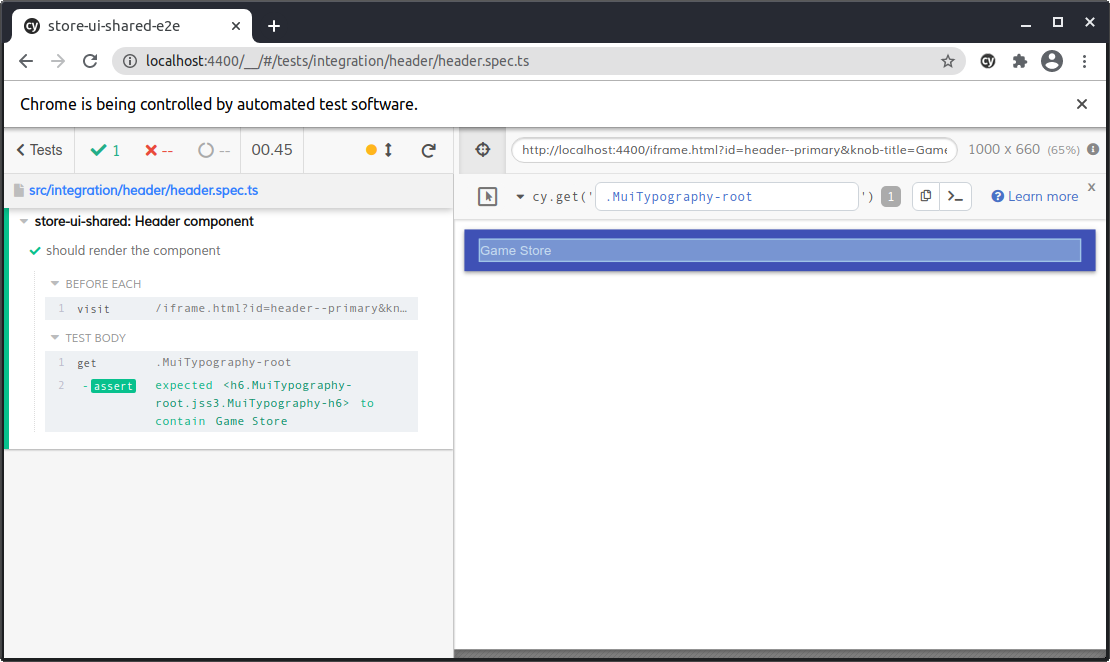 cy store-ui-shared-e2e
localhost:4400/__/#/tests/integration/header/header.spec.ts
cy
Chrome is being controlled by automated test software.
Tests 1 -- -- 00.45
http://localhost:4400/iframe.html?id=header--primary&knob-title=Game 1000 x 660 (65%)
src/integration/header/header.spec.ts
cy.get(' .MuiTypography-root ') 1 >_ Learn more x
store-ui-shared: Header component
should render the component
Game Store
BEFORE EACH
1 visit /iframe.html?id=header--primary&kn…
TEST BODY
1 get .MuiTypography-root
2 -assert expected <h6.MuiTypography-
root.jss3.MuiTypography-h6> to
contain Game Store